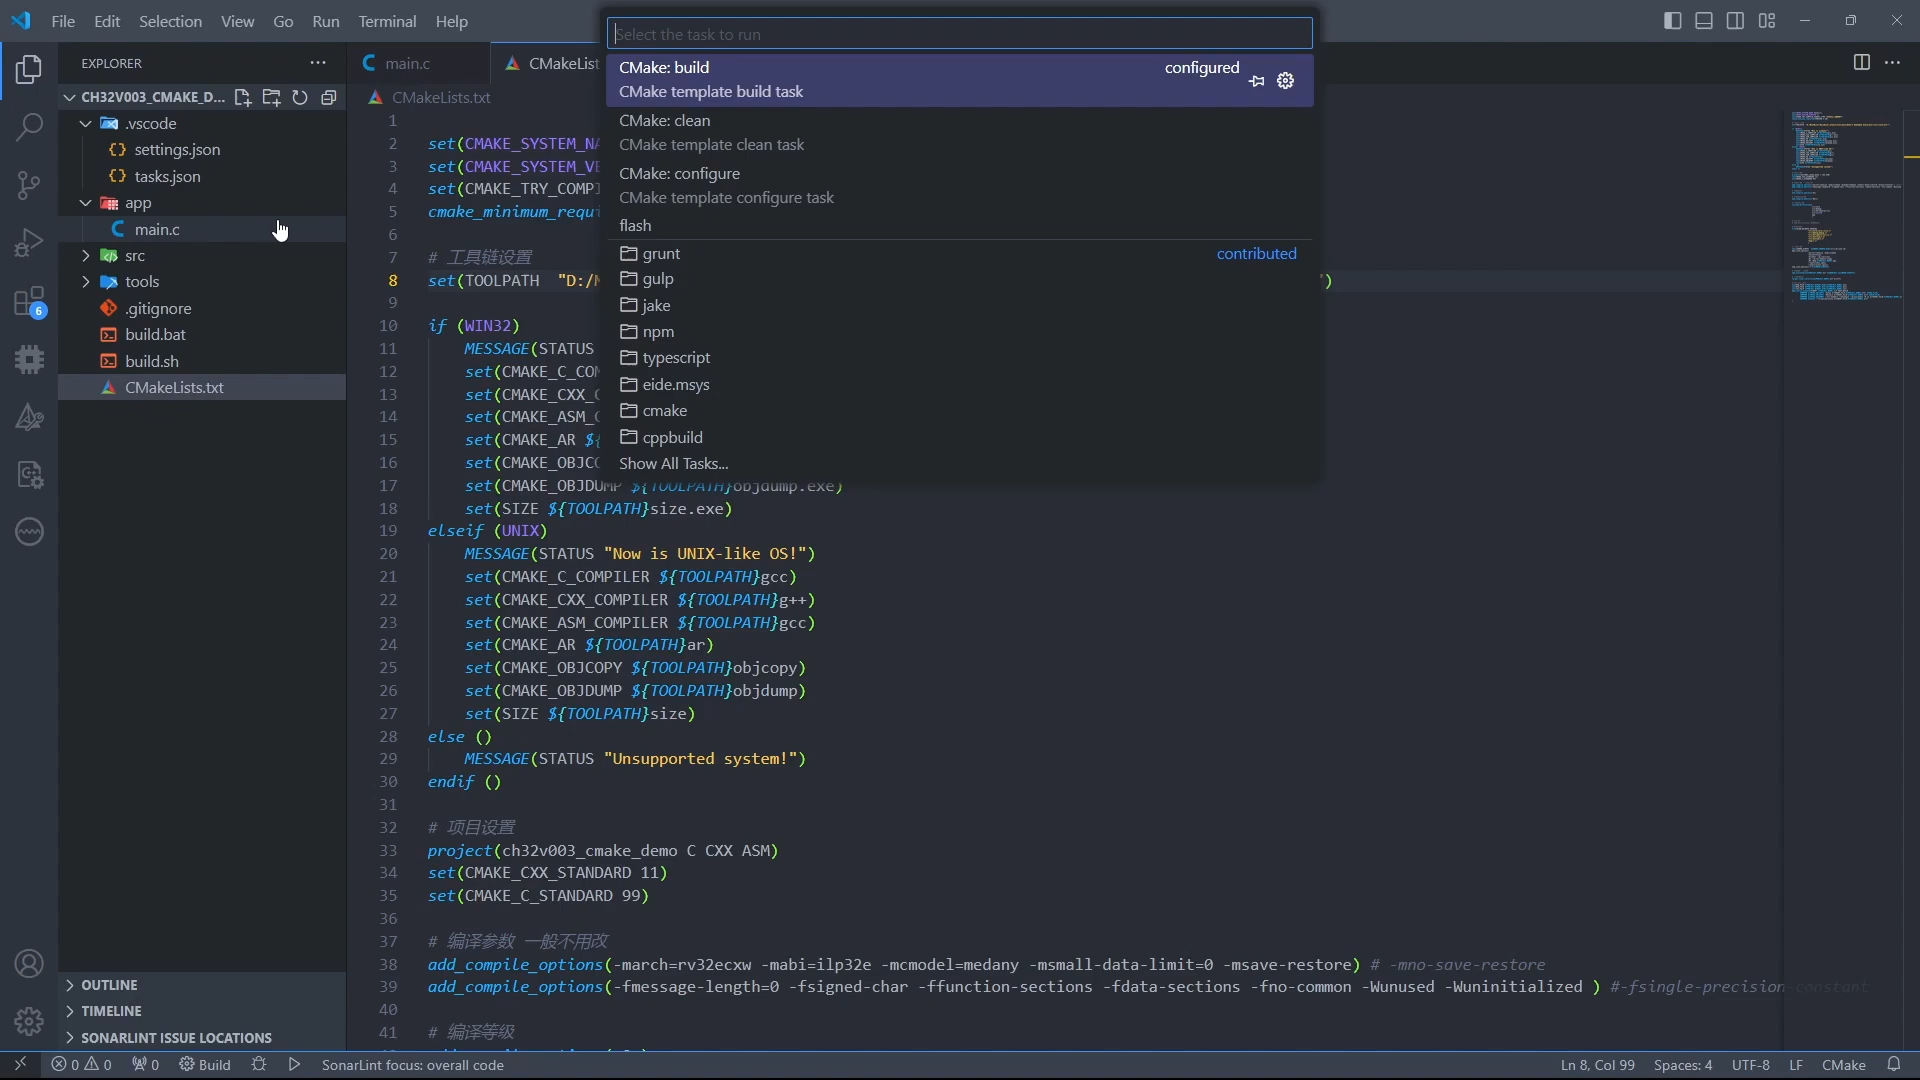 File Edit Selection View Go Run Terminal Help
Select the task to run
CMake: build configured
CMake template build task
CMake: clean
CMake template clean task
CMake: configure
CMake template configure task
flash
grunt contributed
gulp
jake
npm
typescript
eide.msys
cmake
cppbuild
Show All Tasks...
EXPLORER
CH32V003_CMAKE_D...
.vscode
settings.json
tasks.json
app
main.c
src
tools
.gitignore
build.bat
build.sh
CMakeLists.txt
OUTLINE
TIMELINE
SONARLINT ISSUE LOCATIONS
6
main.c CMakeList
CMakeLists.txt
1
2 set(CMAKE_SYSTEM_NA
3 set(CMAKE_SYSTEM_VE
4 set(CMAKE_TRY_COMPI
5 cmake_minimum_requi
6
7 # 工具链设置
8 set(TOOLPATH "D:/M ")
9
10 if (WIN32)
11 MESSAGE(STATUS
12 set(CMAKE_C_COM
13 set(CMAKE_CXX_C
14 set(CMAKE_ASM_C
15 set(CMAKE_AR ${
16 set(CMAKE_OBJCO
17 set(CMAKE_OBJDUMP ${TOOLPATH}objdump.exe)
18 set(SIZE ${TOOLPATH}size.exe)
19 elseif (UNIX)
20 MESSAGE(STATUS "Now is UNIX-like OS!")
21 set(CMAKE_C_COMPILER ${TOOLPATH}gcc)
22 set(CMAKE_CXX_COMPILER ${TOOLPATH}g++)
23 set(CMAKE_ASM_COMPILER ${TOOLPATH}gcc)
24 set(CMAKE_AR ${TOOLPATH}ar)
25 set(CMAKE_OBJCOPY ${TOOLPATH}objcopy)
26 set(CMAKE_OBJDUMP ${TOOLPATH}objdump)
27 set(SIZE ${TOOLPATH}size)
28 else ()
29 MESSAGE(STATUS "Unsupported system!")
30 endif ()
31
32 # 项目设置
33 project(ch32v003_cmake_demo C CXX ASM)
34 set(CMAKE_CXX_STANDARD 11)
35 set(CMAKE_C_STANDARD 99)
36
37 # 编译参数 一般不用改
38 add_compile_options(-march=rv32ecxw -mabi=ilp32e -mcmodel=medany -msmall-data-limit=0 -msave-restore) # -mno-save-restore
39 add_compile_options(-fmessage-length=0 -fsigned-char -ffunction-sections -fdata-sections -fno-common -Wunused -Wuninitialized ) #-fsingle-precision-constant
40
41 # 编译等级
0 0 0 Build SonarLint focus: overall code Ln 8, Col 99 Spaces: 4 UTF-8 LF CMake